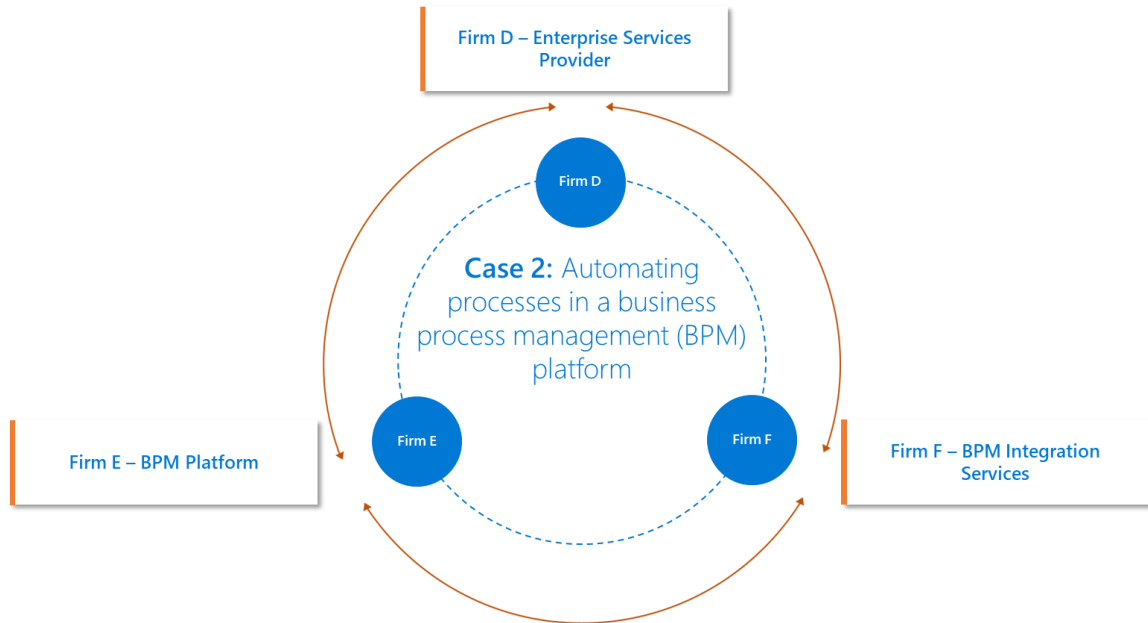 Firm D – Enterprise Services
Provider
Firm D
Case 2: Automating
processes in a business
process management (BPM)
platform
Firm E
Firm F
Firm E – BPM Platform
Firm F – BPM Integration
Services